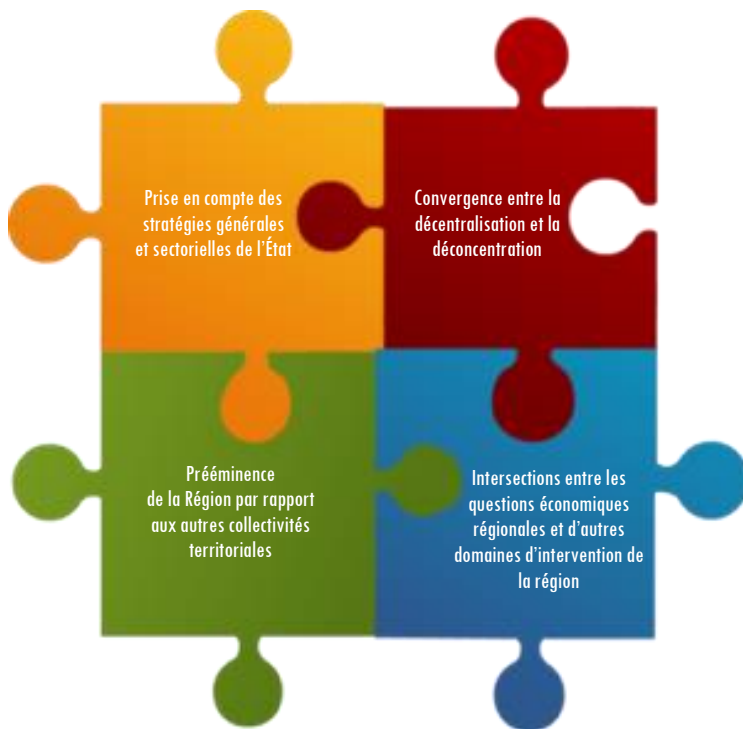 Prise en compte des
stratégies générales
et sectorielles de l'État
Convergence entre la
décentralisation et la
déconcentration
Prééminence
de la Région par rapport
aux autres collectivités
territoriales
Intersections entre les
questions économiques
régionales et d'autres
domaines d'intervention de
la région